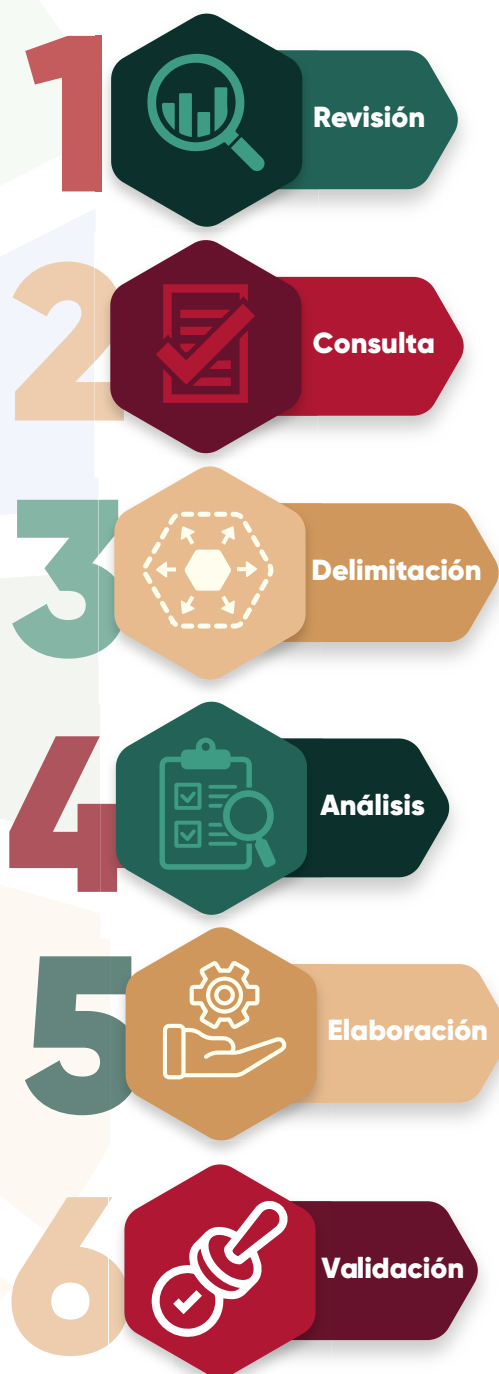 1
Revisión
2
Consulta
3
Delimitación
4
Análisis
5
Elaboración
6
Validación